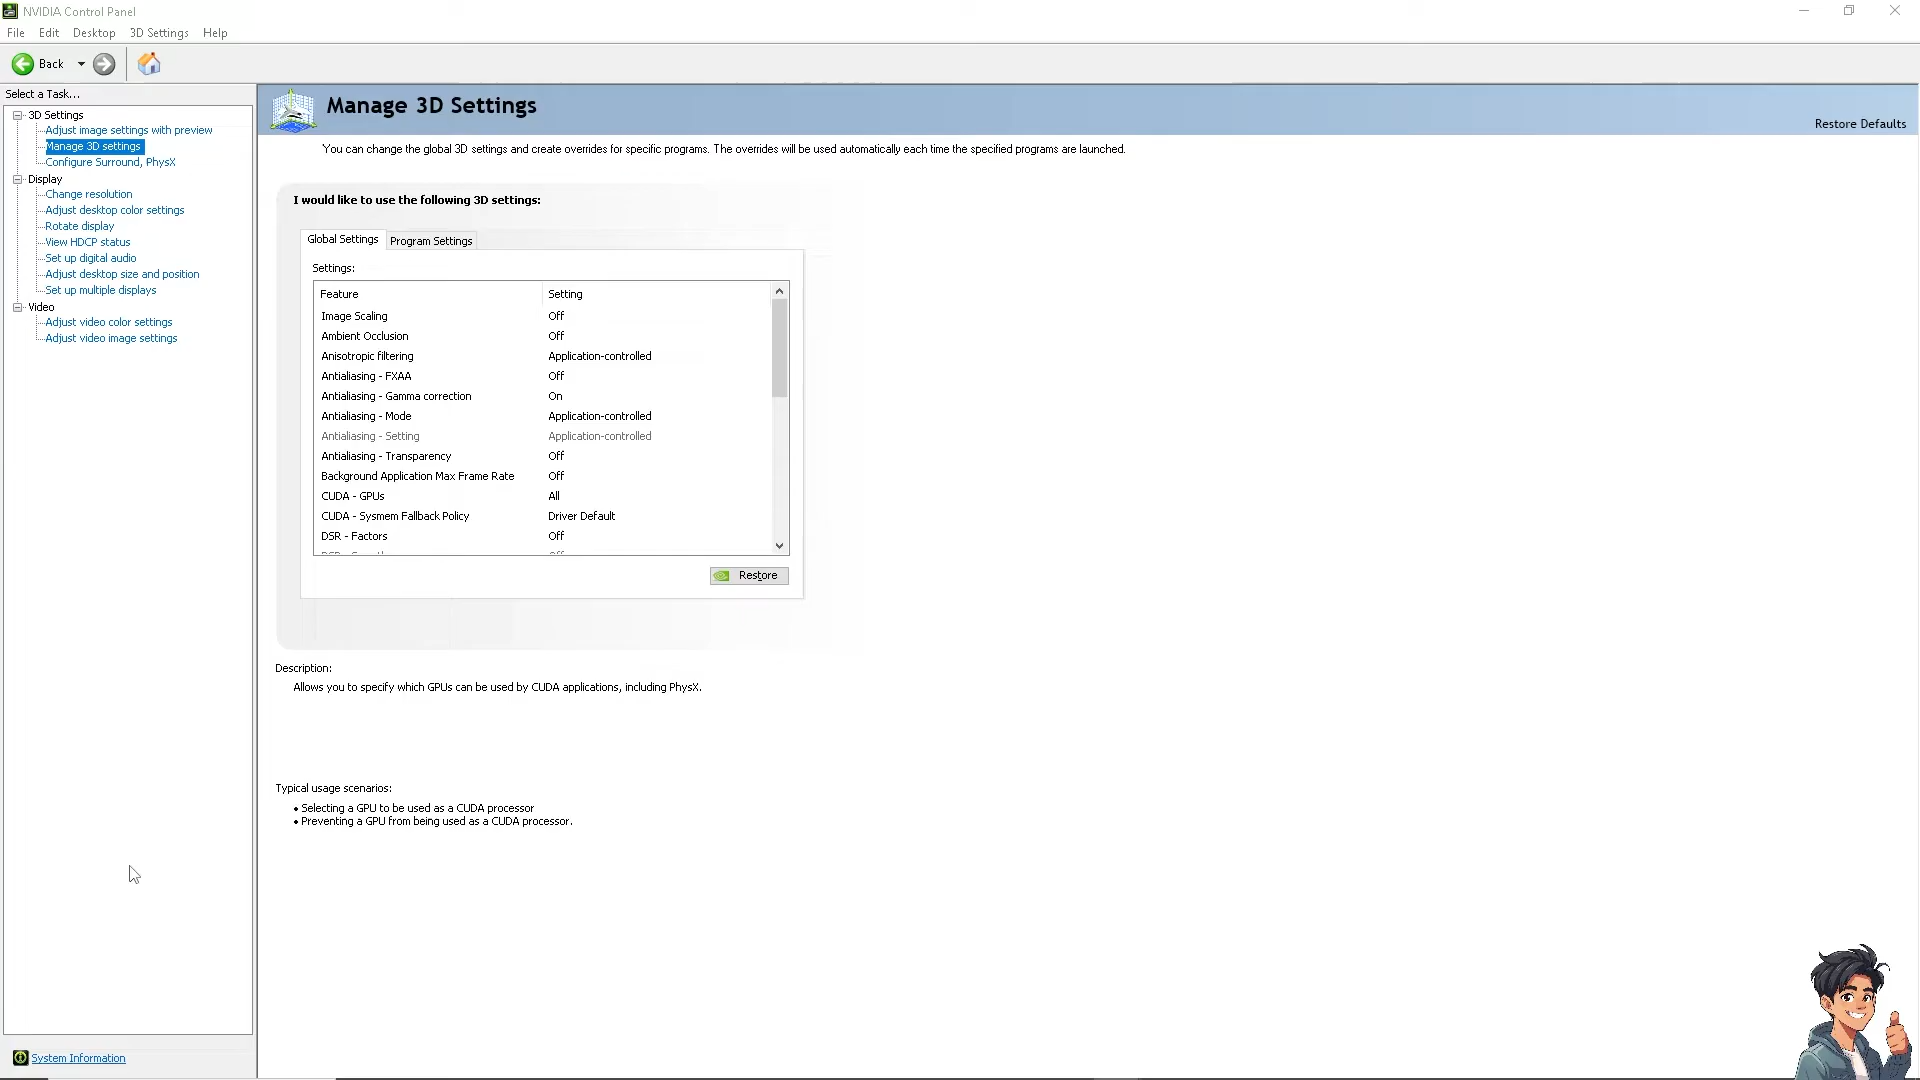 NVIDIA Control Panel
File Edit Desktop 3D Settings Help
Back
Select a Task...
3D Settings
Adjust image settings with preview
Manage 3D settings
Configure Surround, PhysX
Display
Change resolution
Adjust desktop color settings
Rotate display
View HDCP status
Set up digital audio
Adjust desktop size and position
Set up multiple displays
Video
Adjust video color settings
Adjust video image settings
System Information
Manage 3D Settings
Restore Defaults
You can change the global 3D settings and create overrides for specific programs. The overrides will be used automatically each time the specified programs are launched.
I would like to use the following 3D settings:
Global Settings Program Settings
Settings:
Feature Setting
Image Scaling Off
Ambient Occlusion Off
Anisotropic filtering Application-controlled
Antialiasing - FXAA Off
Antialiasing - Gamma correction On
Antialiasing - Mode Application-controlled
Antialiasing - Setting Application-controlled
Antialiasing - Transparency Off
Background Application Max Frame Rate Off
CUDA - GPUs All
CUDA - Sysmem Fallback Policy Driver Default
DSR - Factors Off
Restore
Description:
Allows you to specify which GPUs can be used by CUDA applications, including PhysX.
Typical usage scenarios:
• Selecting a GPU to be used as a CUDA processor
• Preventing a GPU from being used as a CUDA processor.